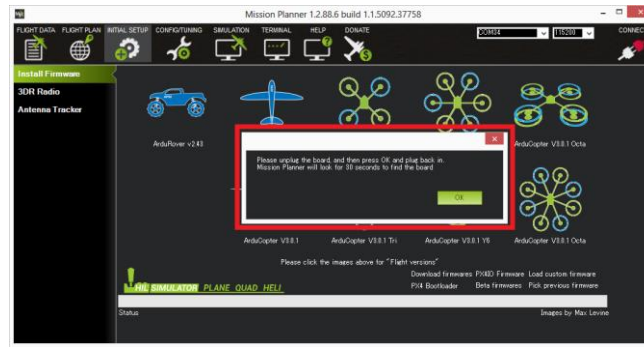 Mission Planner 1.2.88.6 build 1.1.5092.37758
FLIGHT DATA FLIGHT PLAN INITIAL SETUP CONFIG/TUNING SIMULATION TERMINAL HELP DONATE COM34 115200 CONNECT
Install Firmware
3DR Radio
Antenna Tracker
ArduRover v2.43
ArduCopter V3.0.1 Octa
Please unplug the board, and then press OK and plug back in.
Mission Planner will look for 30 seconds to find the board
OK
ArduCopter V3.0.1 ArduCopter V3.0.1 Tri ArduCopter V3.0.1 Y6 ArduCopter V3.0.1 Octa
Please click the images above for "Flight versions"
Download firmwares PX4IO Firmware Load custom firmware
HIL SIMULATOR PLANE QUAD HELI PX4 Bootloader Beta firmwares Pick previous firmware
Status Images by Max Levine